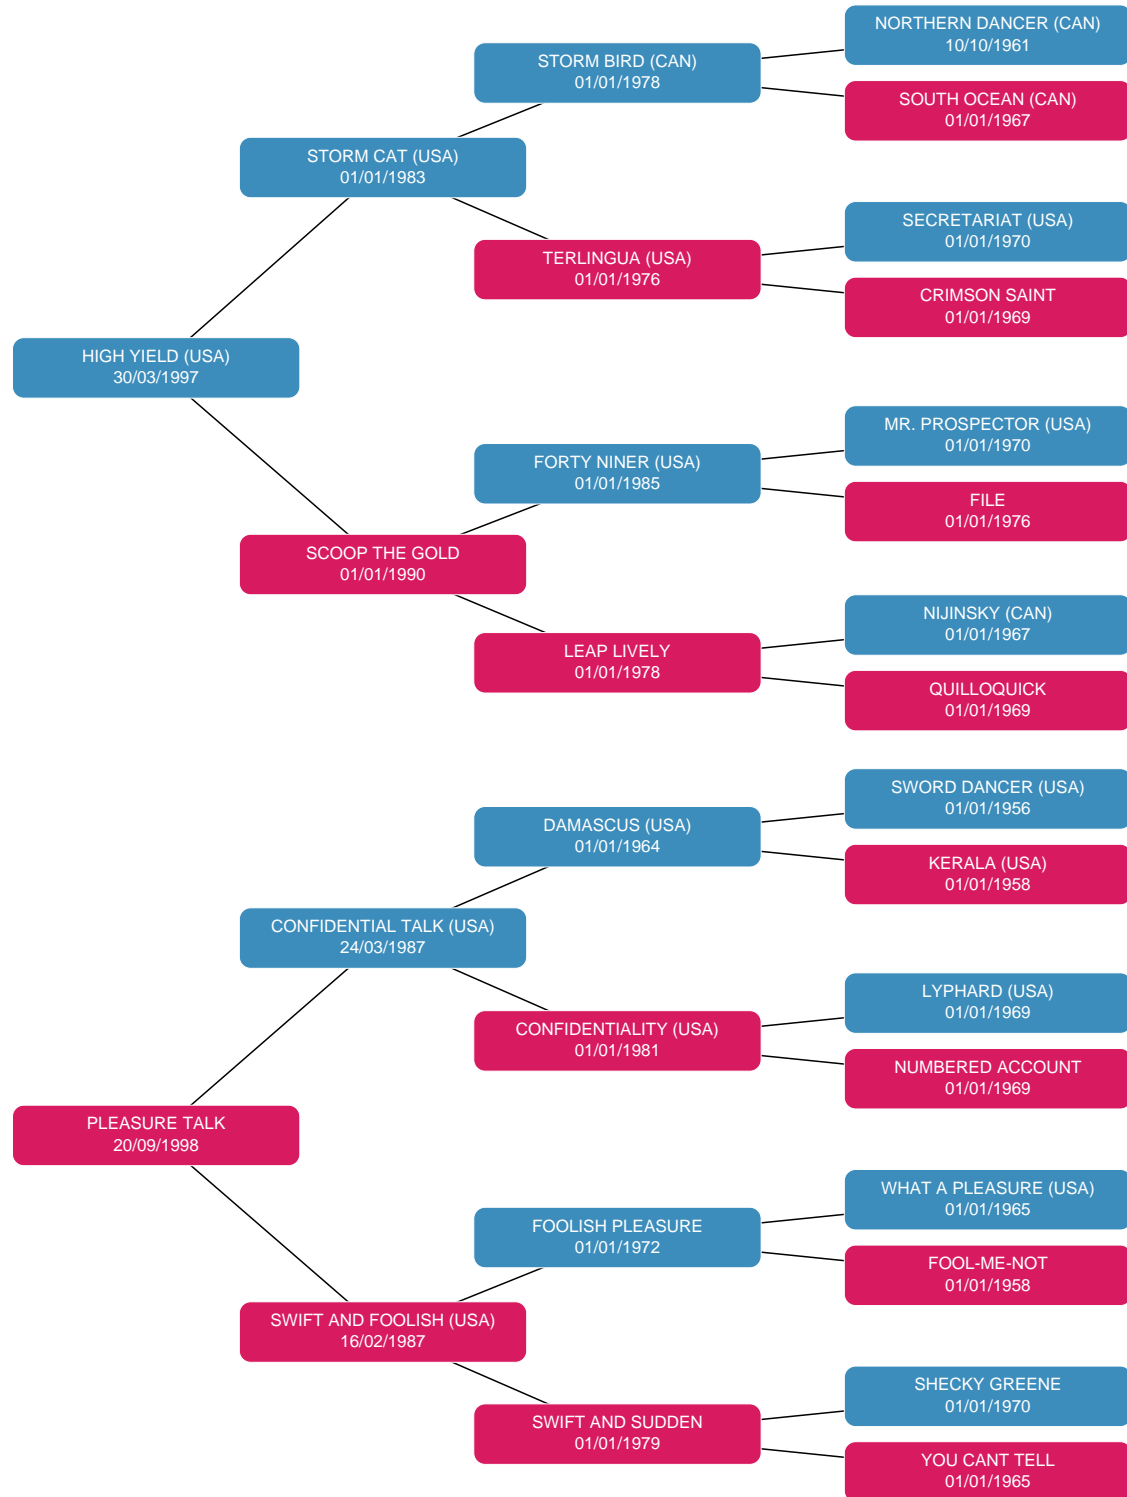 NORTHERN DANCER (CAN)
10/10/1961
STORM BIRD (CAN)
01/01/1978
SOUTH OCEAN (CAN)
01/01/1967
STORM CAT (USA)
01/01/1983
SECRETARIAT (USA)
01/01/1970
TERLINGUA (USA)
01/01/1976
CRIMSON SAINT
01/01/1969
HIGH YIELD (USA)
30/03/1997
MR. PROSPECTOR (USA)
01/01/1970
FORTY NINER (USA)
01/01/1985
FILE
01/01/1976
SCOOP THE GOLD
01/01/1990
NIJINSKY (CAN)
01/01/1967
LEAP LIVELY
01/01/1978
QUILLOQUICK
01/01/1969
SWORD DANCER (USA)
01/01/1956
DAMASCUS (USA)
01/01/1964
KERALA (USA)
01/01/1958
CONFIDENTIAL TALK (USA)
24/03/1987
LYPHARD (USA)
01/01/1969
CONFIDENTIALITY (USA)
01/01/1981
NUMBERED ACCOUNT
01/01/1969
PLEASURE TALK
20/09/1998
WHAT A PLEASURE (USA)
01/01/1965
FOOLISH PLEASURE
01/01/1972
FOOL-ME-NOT
01/01/1958
SWIFT AND FOOLISH (USA)
16/02/1987
SHECKY GREENE
01/01/1970
SWIFT AND SUDDEN
01/01/1979
YOU CANT TELL
01/01/1965